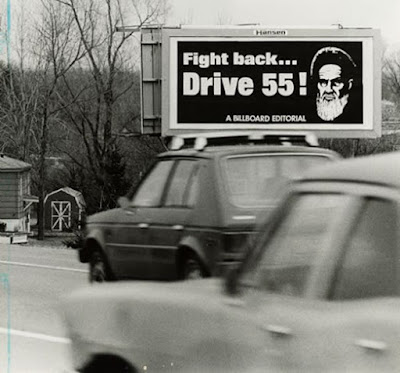 Hansen
Fight back...
Drive 55!
A BILLBOARD EDITORIAL